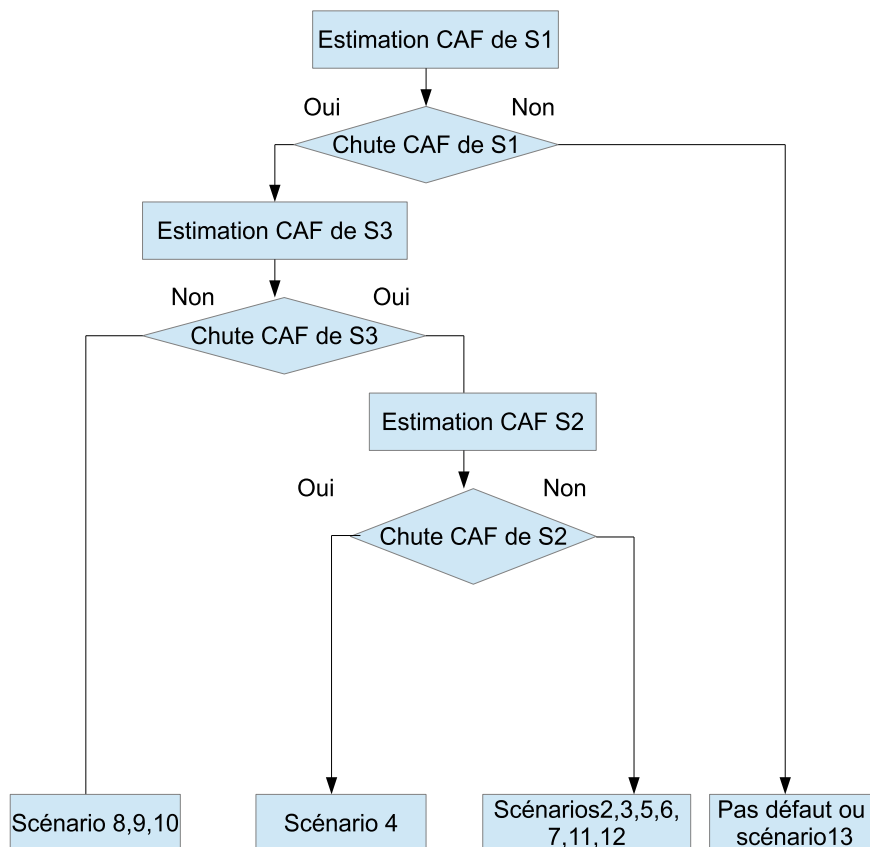 Estimation CAF de S1
Oui
Non
Chute CAF de S1
Estimation CAF de S3
Non
Oui
Chute CAF de S3
Estimation CAF S2
Oui
Non
Chute CAF de S2
Scénario 8,9,10
Scénario 4
Scénarios2,3,5,6,
7,11,12
Pas défaut ou
scénario13